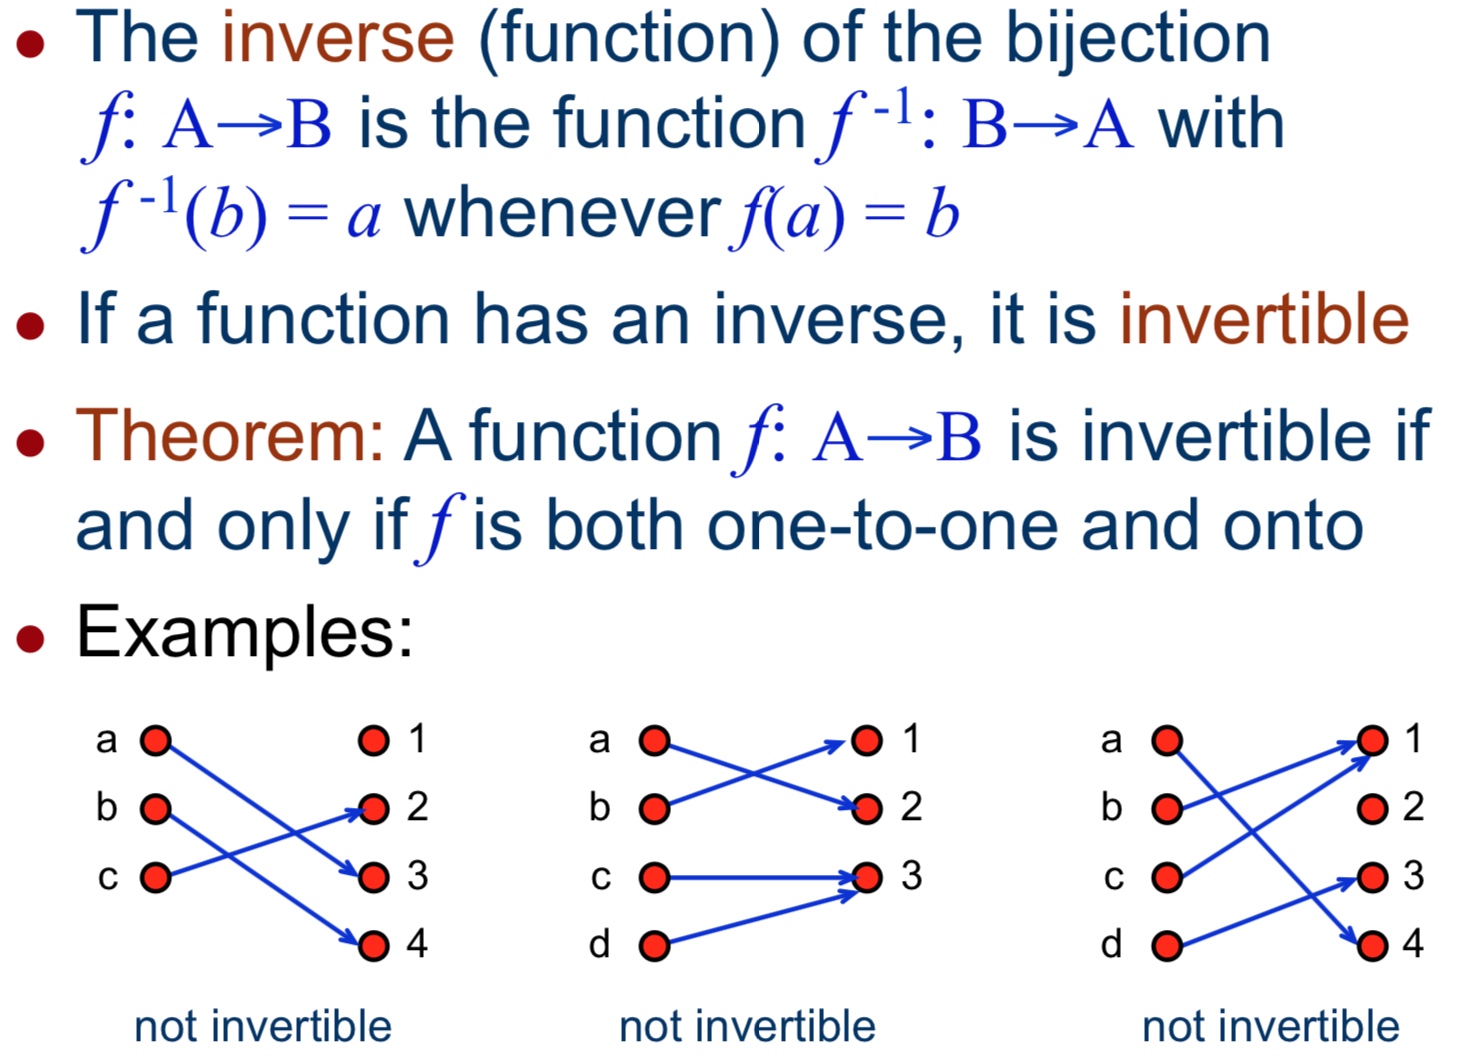 • The inverse (function) of the bijection
f: A→B is the function f⁻¹: B→A with
f⁻¹(b) = a whenever f(a) = b
• If a function has an inverse, it is invertible
• Theorem: A function f: A→B is invertible if
and only if f is both one-to-one and onto
• Examples:
a 1 a 1 a 1
b 2 b 2 b 2
c 3 c 3 c 3
4 d d 4
not invertible not invertible not invertible